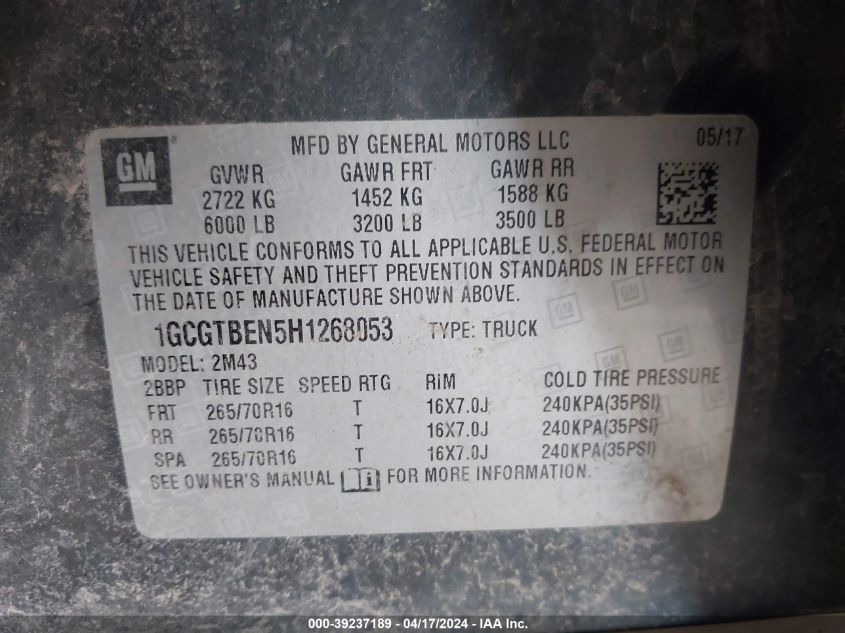 GM
MFD BY GENERAL MOTORS LLC 05/17
GVWR GAWR FRT GAWR RR
2722 KG 1452 KG 1588 KG
6000 LB 3200 LB 3500 LB
THIS VEHICLE CONFORMS TO ALL APPLICABLE U.S. FEDERAL MOTOR
VEHICLE SAFETY AND THEFT PREVENTION STANDARDS IN EFFECT ON
THE DATE OF MANUFACTURE SHOWN ABOVE.
1GCGTBEN5H1268053 TYPE: TRUCK
MODEL: 2M43
2BBP TIRE SIZE SPEED RTG RIM COLD TIRE PRESSURE
FRT 265/70R16 T 16X7.0J 240KPA(35PSI)
RR 265/70R16 T 16X7.0J 240KPA(35PSI)
SPA 265/70R16 T 16X7.0J 240KPA(35PSI)
SEE OWNER'S MANUAL FOR MORE INFORMATION.
000-39237189 - 04/17/2024 - IAA Inc.